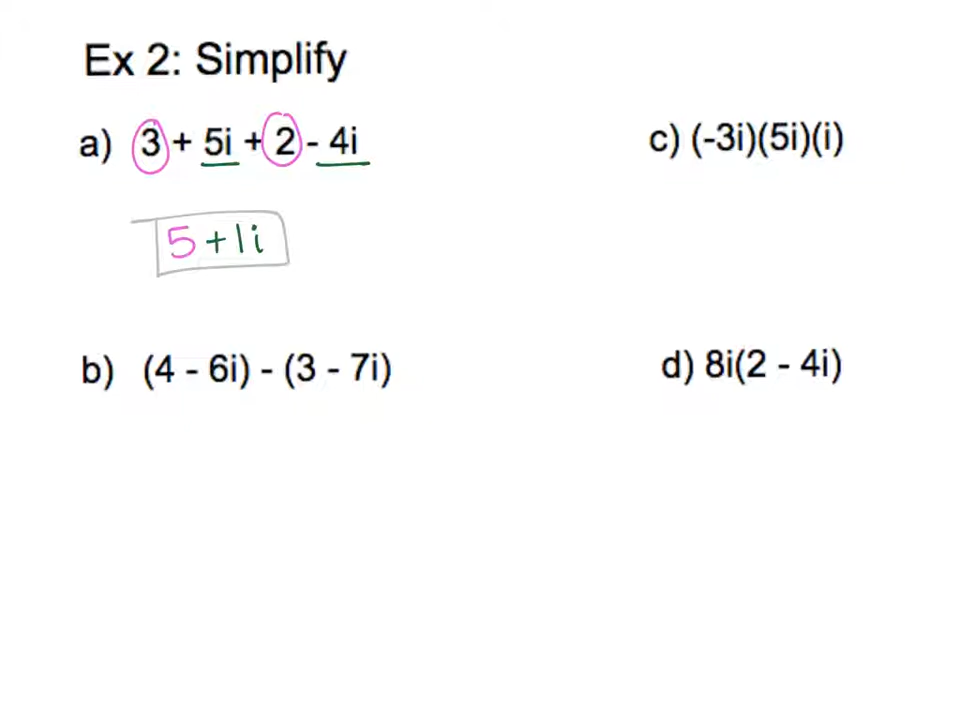 Ex 2: Simplify
a) 3 + 5i + 2 - 4i
5 + 1i
b) (4 - 6i) - (3 - 7i)
c) (-3i)(5i)(i)
d) 8i(2 - 4i)